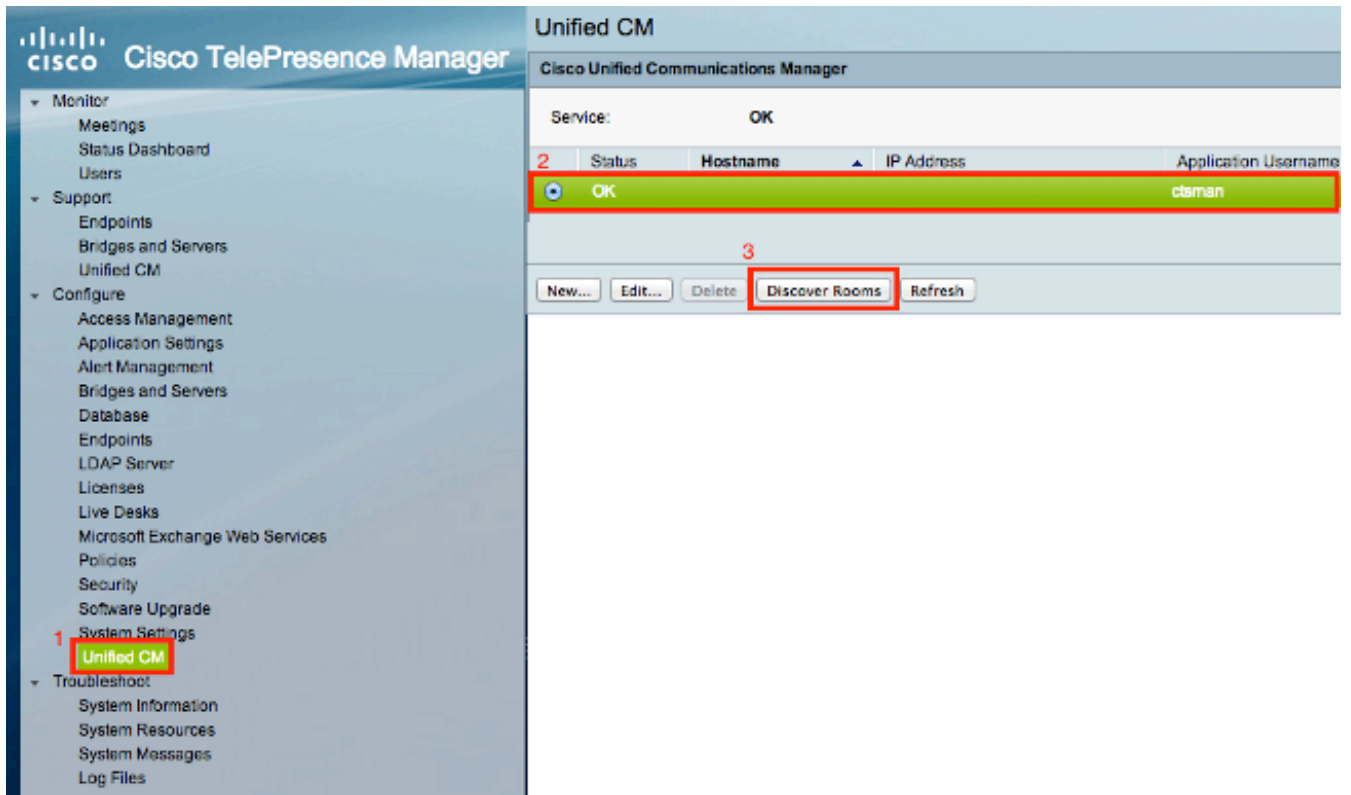 CISCO Cisco TelePresence Manager
Monitor
Meetings
Status Dashboard
Users
Support
Endpoints
Bridges and Servers
Unified CM
Configure
Access Management
Application Settings
Alert Management
Bridges and Servers
Database
Endpoints
LDAP Server
Licenses
Live Desks
Microsoft Exchange Web Services
Policies
Security
Software Upgrade
System Settings
1 Unified CM
Troubleshoot
System Information
System Resources
System Messages
Log Files
Unified CM
Cisco Unified Communications Manager
Service: OK
2 Status Hostname IP Address Application Username
OK ctsman
3
New... Edit... Delete Discover Rooms Refresh